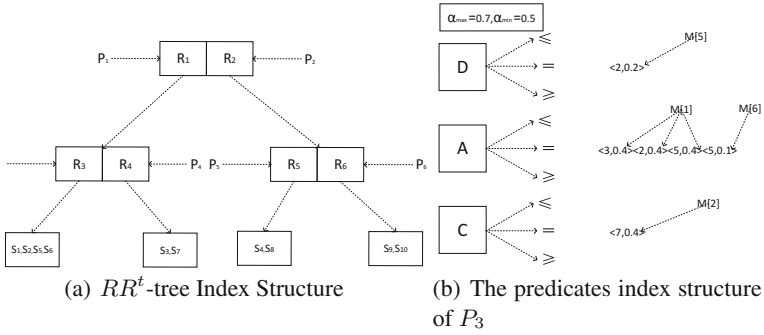 P₁ R₁ R₂ P₂
R₃ R₄ P₄ P₅ R₅ R₆ P₆
S₁,S₂,S₅,S₆ S₃,S₇ S₄,S₈ S₉,S₁₀
(a) RRᵗ-tree Index Structure
αmax=0.7,αmin=0.5
D ≤ = ≥
M[5]
<2,0.2>
A ≤ = ≥
M[1] M[6]
<3,0.4><2,0.4><5,0.4><5,0.1>
C ≤ = ≥
M[2]
<7,0.4>
(b) The predicates index structure
of P₃